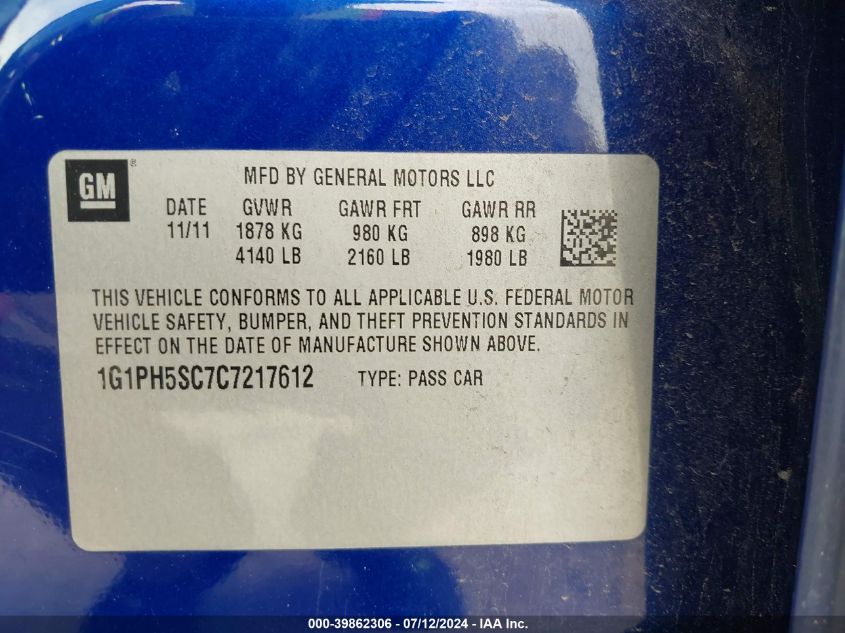 GM ®
MFD BY GENERAL MOTORS LLC
DATE GVWR GAWR FRT GAWR RR
11/11 1878 KG 980 KG 898 KG
4140 LB 2160 LB 1980 LB
THIS VEHICLE CONFORMS TO ALL APPLICABLE U.S. FEDERAL MOTOR
VEHICLE SAFETY, BUMPER, AND THEFT PREVENTION STANDARDS IN
EFFECT ON THE DATE OF MANUFACTURE SHOWN ABOVE.
1G1PH5SC7C7217612 TYPE: PASS CAR
000-39862306 - 07/12/2024 - IAA Inc.